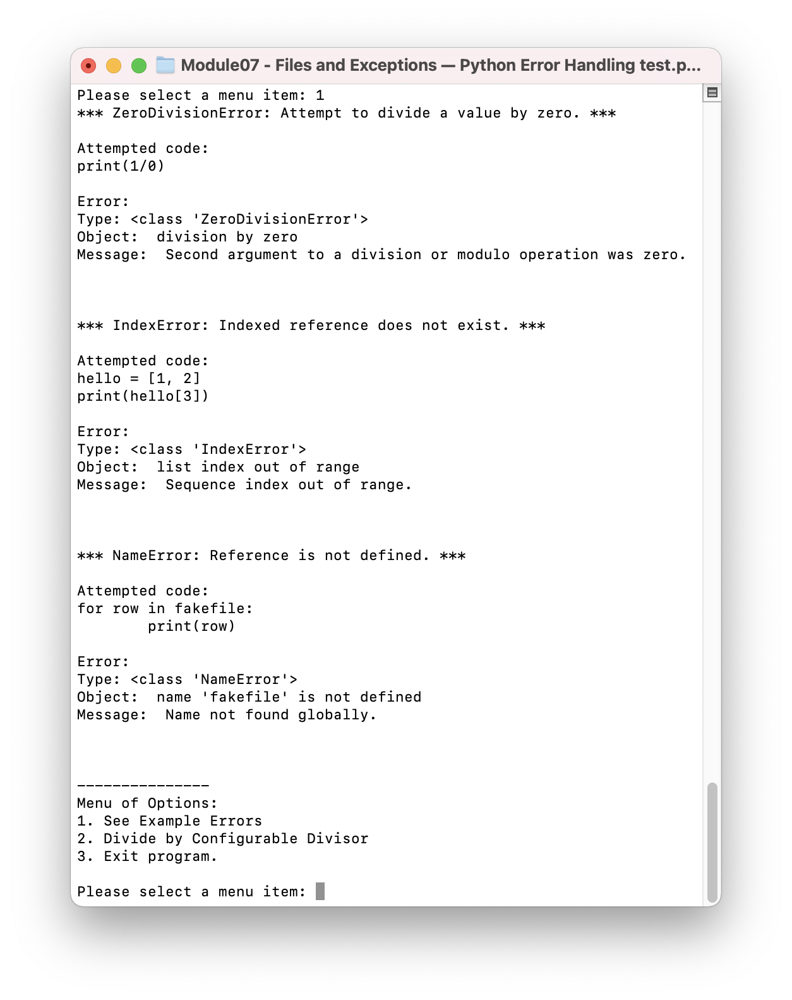 Module07 - Files and Exceptions — Python Error Handling test.p...
Please select a menu item: 1
*** ZeroDivisionError: Attempt to divide a value by zero. ***
Attempted code:
print(1/0)
Error:
Type: <class 'ZeroDivisionError'>
Object:  division by zero
Message:  Second argument to a division or modulo operation was zero.
*** IndexError: Indexed reference does not exist. ***
Attempted code:
hello = [1, 2]
print(hello[3])
Error:
Type: <class 'IndexError'>
Object:  list index out of range
Message:  Sequence index out of range.
*** NameError: Reference is not defined. ***
Attempted code:
for row in fakefile:
        print(row)
Error:
Type: <class 'NameError'>
Object:  name 'fakefile' is not defined
Message:  Name not found globally.
---------------
Menu of Options:
1. See Example Errors
2. Divide by Configurable Divisor
3. Exit program.
Please select a menu item: